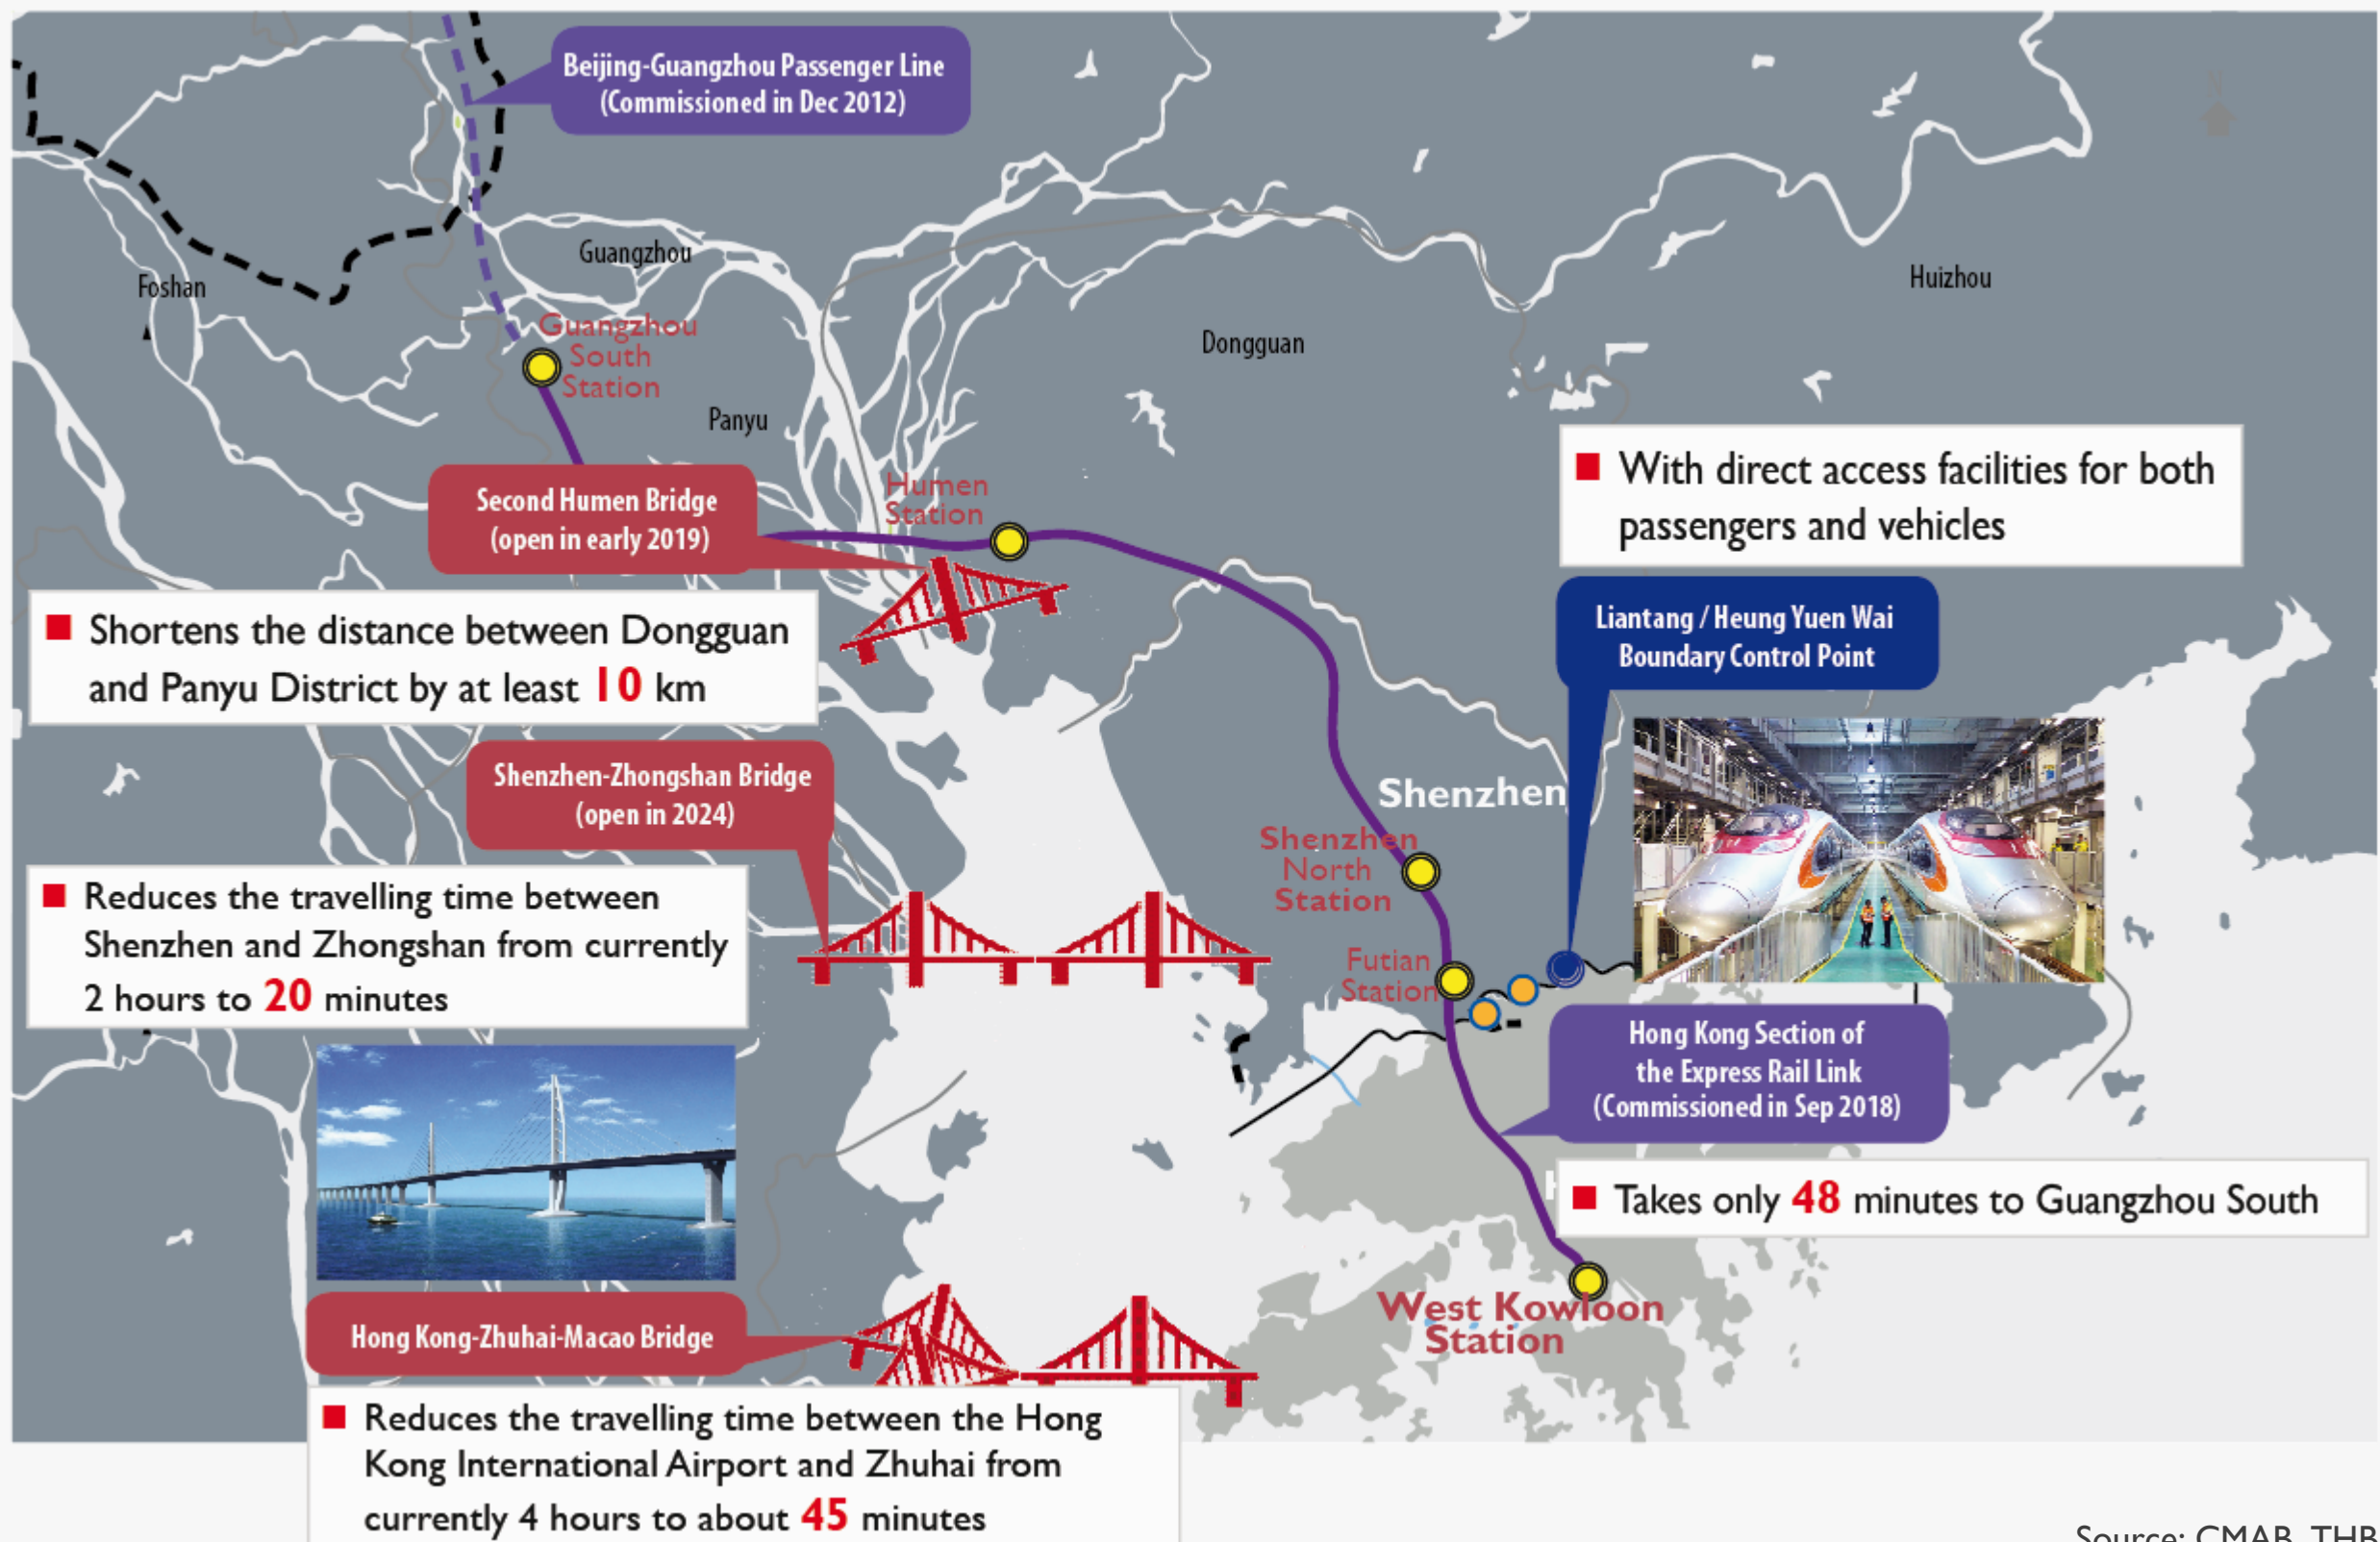 Beijing-Guangzhou Passenger Line
(Commissioned in Dec 2012)
Guangzhou
Foshan
Huizhou
Guangzhou
South
Station
Dongguan
Panyu
With direct access facilities for both
passengers and vehicles
Second Humen Bridge
(open in early 2019)
Humen
Station
Shortens the distance between Dongguan
and Panyu District by at least 10 km
Liantang / Heung Yuen Wai
Boundary Control Point
Shenzhen-Zhongshan Bridge
(open in 2024)
Shenzhen
Shenzhen
North
Station
Reduces the travelling time between
Shenzhen and Zhongshan from currently
2 hours to 20 minutes
Futian
Station
Hong Kong Section of
the Express Rail Link
(Commissioned in Sep 2018)
Takes only 48 minutes to Guangzhou South
West Kowloon
Station
Hong Kong-Zhuhai-Macao Bridge
Reduces the travelling time between the Hong
Kong International Airport and Zhuhai from
currently 4 hours to about 45 minutes
Source: CMAB, THB